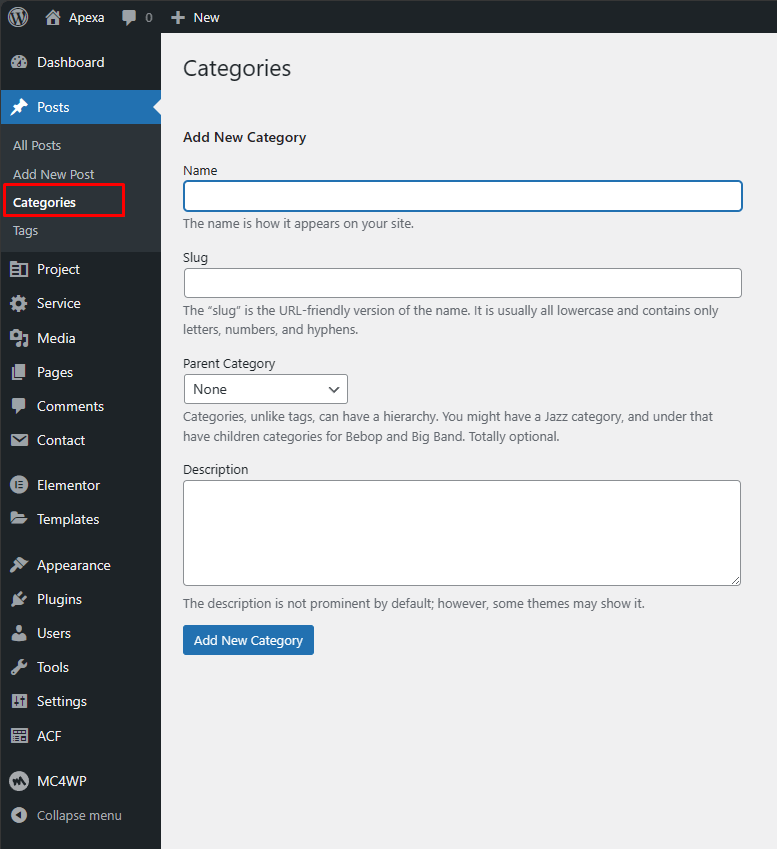 Apexa 0 New
Dashboard
Posts
All Posts
Add New Post
Categories
Tags
Project
Service
Media
Pages
Comments
Contact
Elementor
Templates
Appearance
Plugins
Users
Tools
Settings
ACF
MC4WP
Collapse menu
Categories
Add New Category
Name
The name is how it appears on your site.
Slug
The “slug” is the URL-friendly version of the name. It is usually all lowercase and contains only
letters, numbers, and hyphens.
Parent Category
None
Categories, unlike tags, can have a hierarchy. You might have a Jazz category, and under that
have children categories for Bebop and Big Band. Totally optional.
Description
The description is not prominent by default; however, some themes may show it.
Add New Category